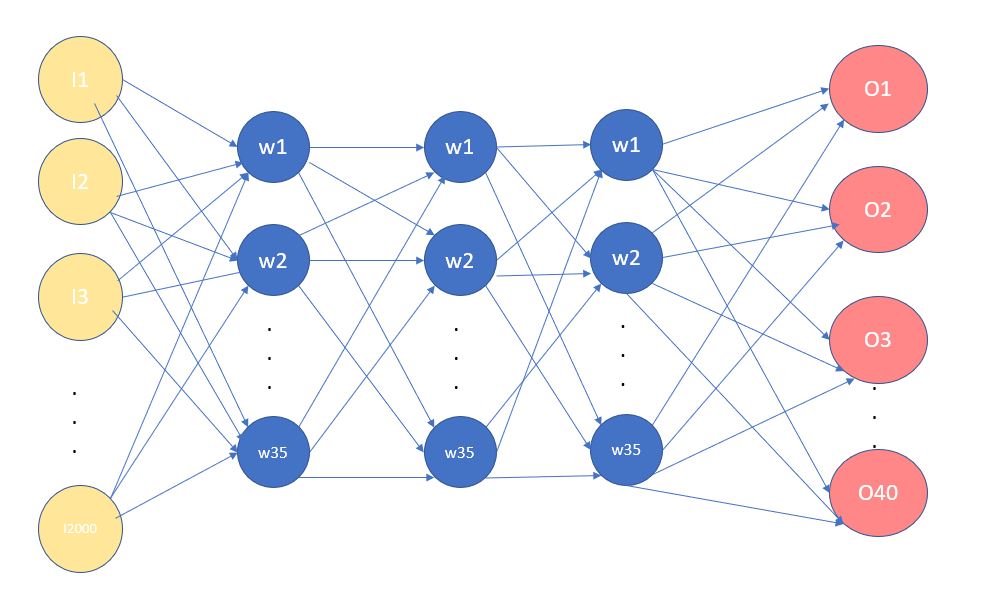 I1
I2
I3
.
.
.
I2000
w1
w2
.
.
.
w35
w1
w2
.
.
.
w35
w1
w2
.
.
.
w35
O1
O2
O3
.
.
.
O40